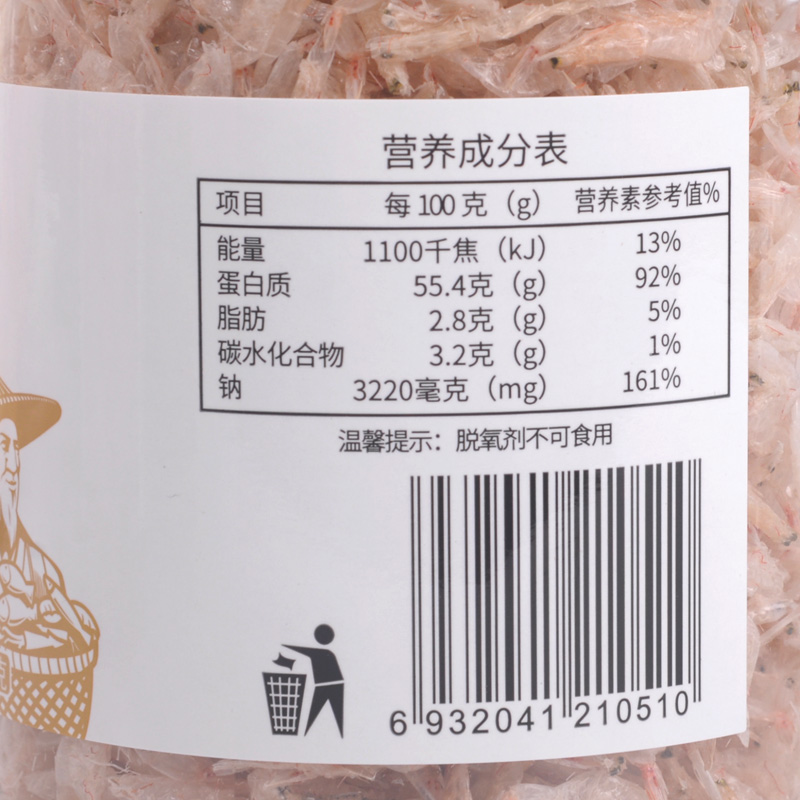 营养成分表
项目 每100克（g） 营养素参考值%
能量 1100千焦（kJ） 13%
蛋白质 55.4克（g） 92%
脂肪 2.8克（g） 5%
碳水化合物 3.2克（g） 1%
钠 3220毫克（mg） 161%
温馨提示：脱氧剂不可食用
6 932041 210510